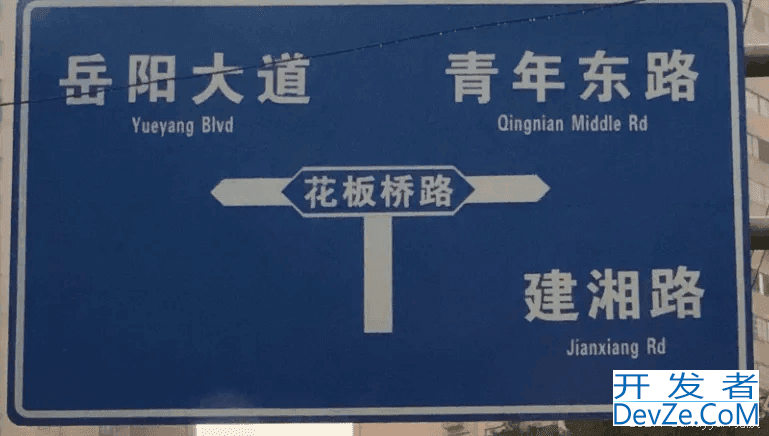 岳阳大道
Yueyang Blvd
青年东路
Qingnian Middle Rd
花板桥路
建湘路
Jianxiang Rd
开发者
DevZe.CoM